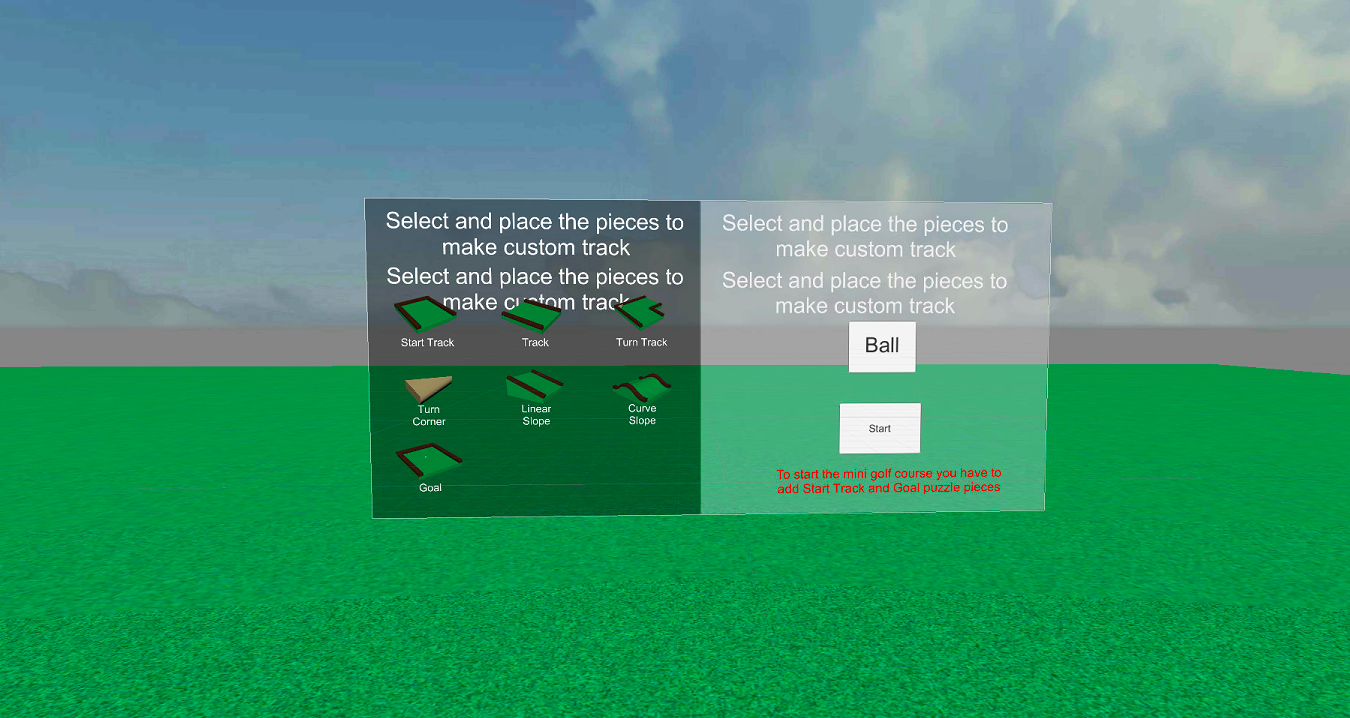 Select and place the pieces to
make custom track
Select and place the pieces to
make custom track
Start Track
Track
Turn Track
Turn
Corner
Linear
Slope
Curve
Slope
Goal
Select and place the pieces to
make custom track
Select and place the pieces to
make custom track
Ball
Start
To start the mini golf course you have to
add Start Track and Goal puzzle pieces